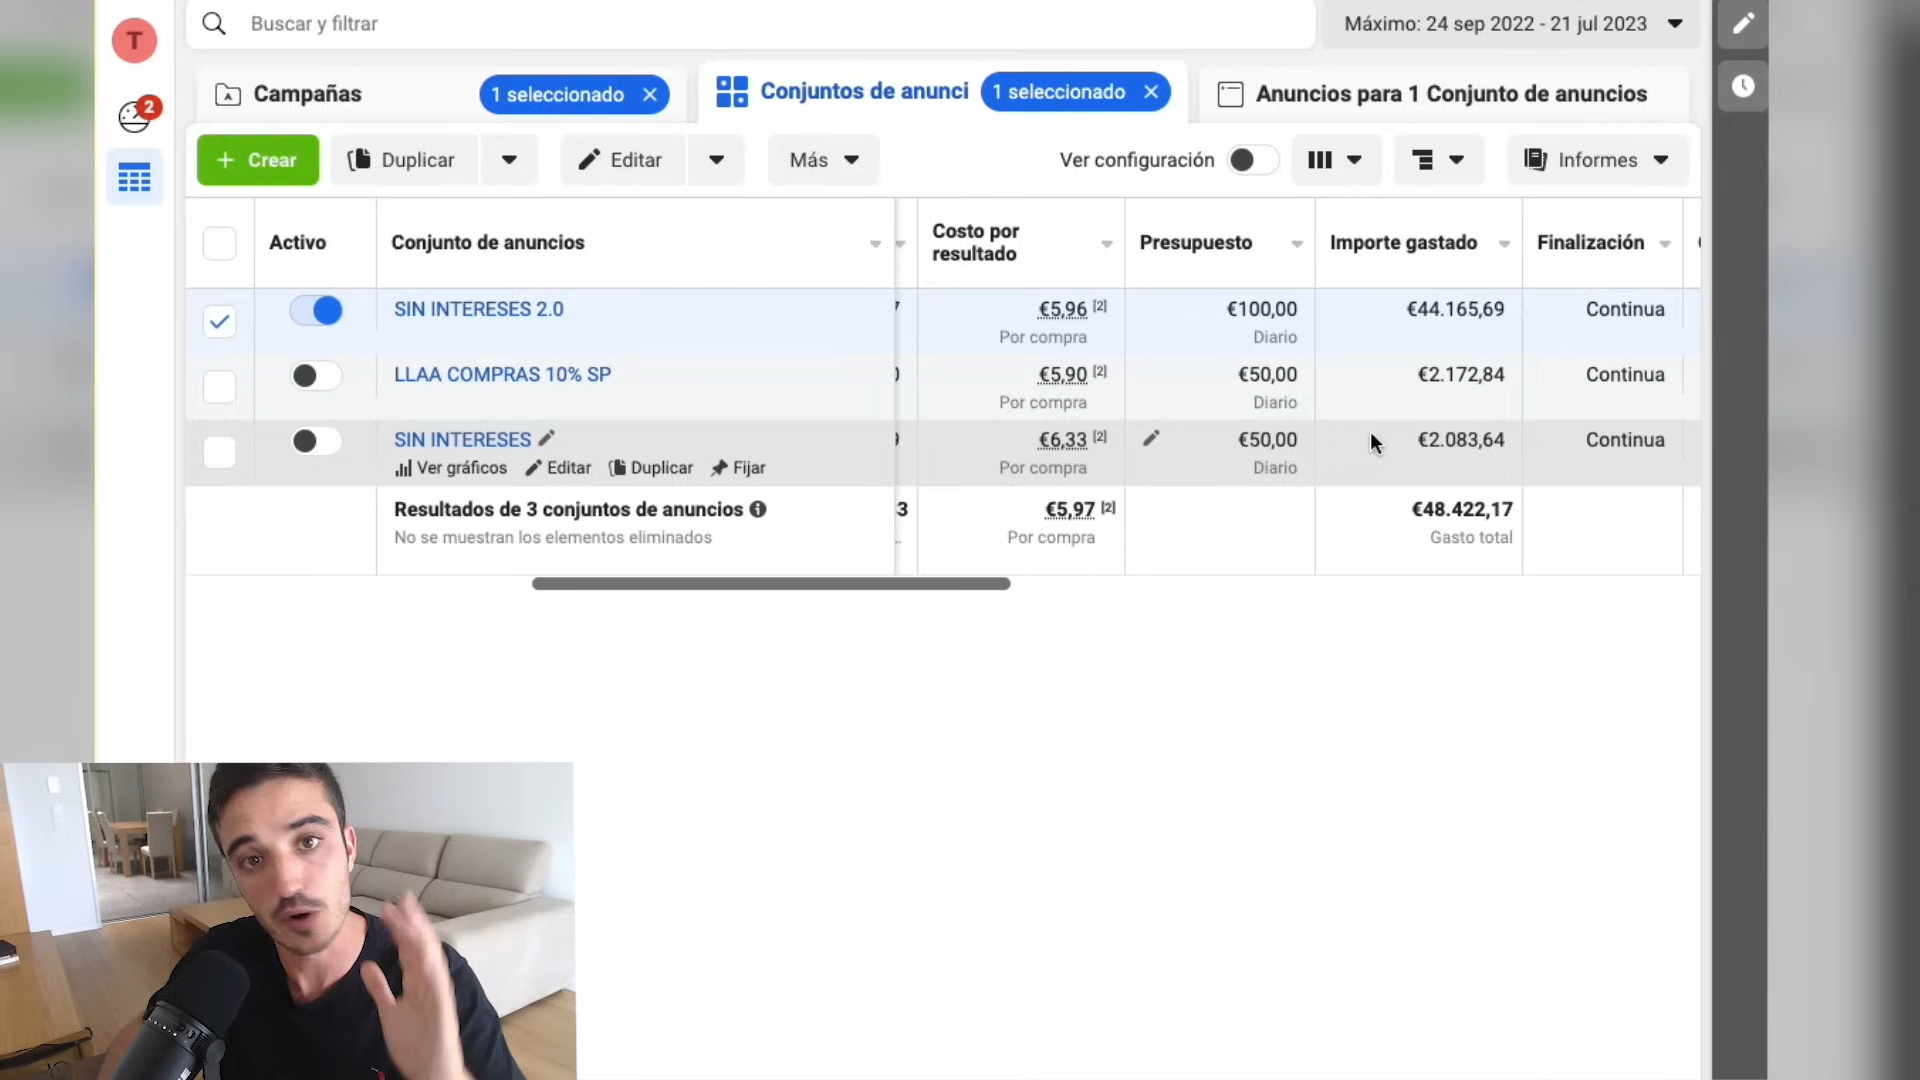 T
Buscar y filtrar
Máximo: 24 sep 2022 - 21 jul 2023
2
Campañas
1 seleccionado
Conjuntos de anunci
1 seleccionado
Anuncios para 1 Conjunto de anuncios
+ Crear
Duplicar
Editar
Más
Ver configuración
Informes
Activo
Conjunto de anuncios
Costo por
resultado
Presupuesto
Importe gastado
Finalización
SIN INTERESES 2.0
€5,96 [2]
Por compra
€100,00
Diario
€44.165,69
Continua
LLAA COMPRAS 10% SP
€5,90 [2]
Por compra
€50,00
Diario
€2.172,84
Continua
SIN INTERESES
Ver gráficos
Editar
Duplicar
Fijar
€6,33 [2]
Por compra
€50,00
Diario
€2.083,64
Continua
Resultados de 3 conjuntos de anuncios
No se muestran los elementos eliminados
3
€5,97 [2]
Por compra
€48.422,17
Gasto total